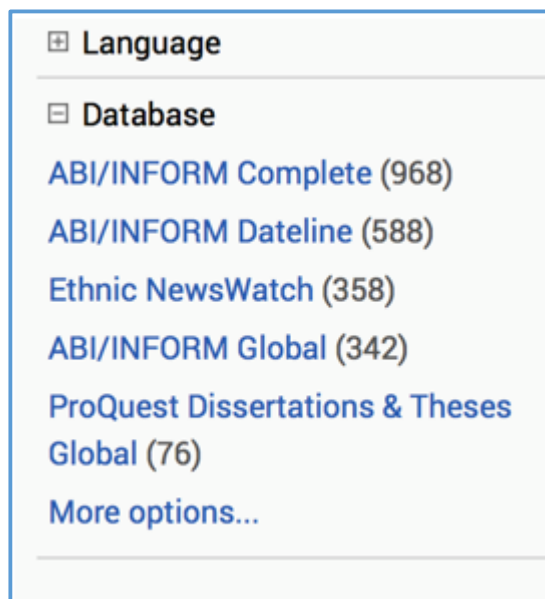 Language
Database
ABI/INFORM Complete (968)
ABI/INFORM Dateline (588)
Ethnic NewsWatch (358)
ABI/INFORM Global (342)
ProQuest Dissertations & Theses
Global (76)
More options...